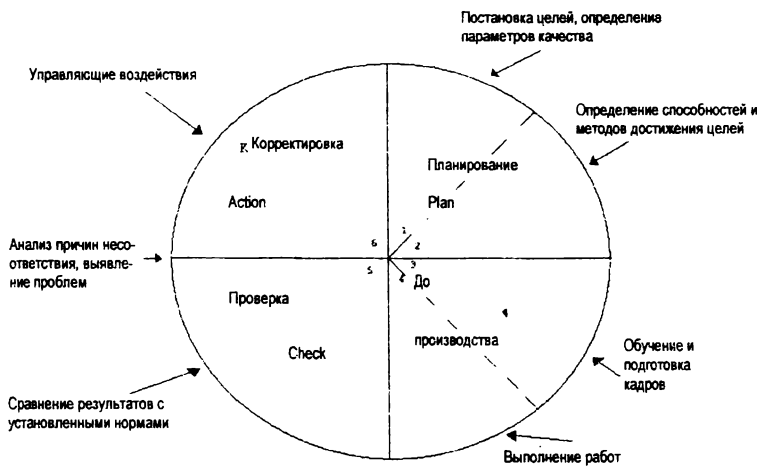 Постановка целей, определения
параметров качества
Управляющие воздействия
Определение способностей и
методов достижения целей
к Корректировка
Планирование
Action
Plan
1
6
2
Анализ причин несо-
ответствия, выявле-
ние проблем
5
3
4
До
Проверка
4
производства
Check
Обучение и
подготовка
кадров
Сравнение результатов с
установленными нормами
Выполнение работ